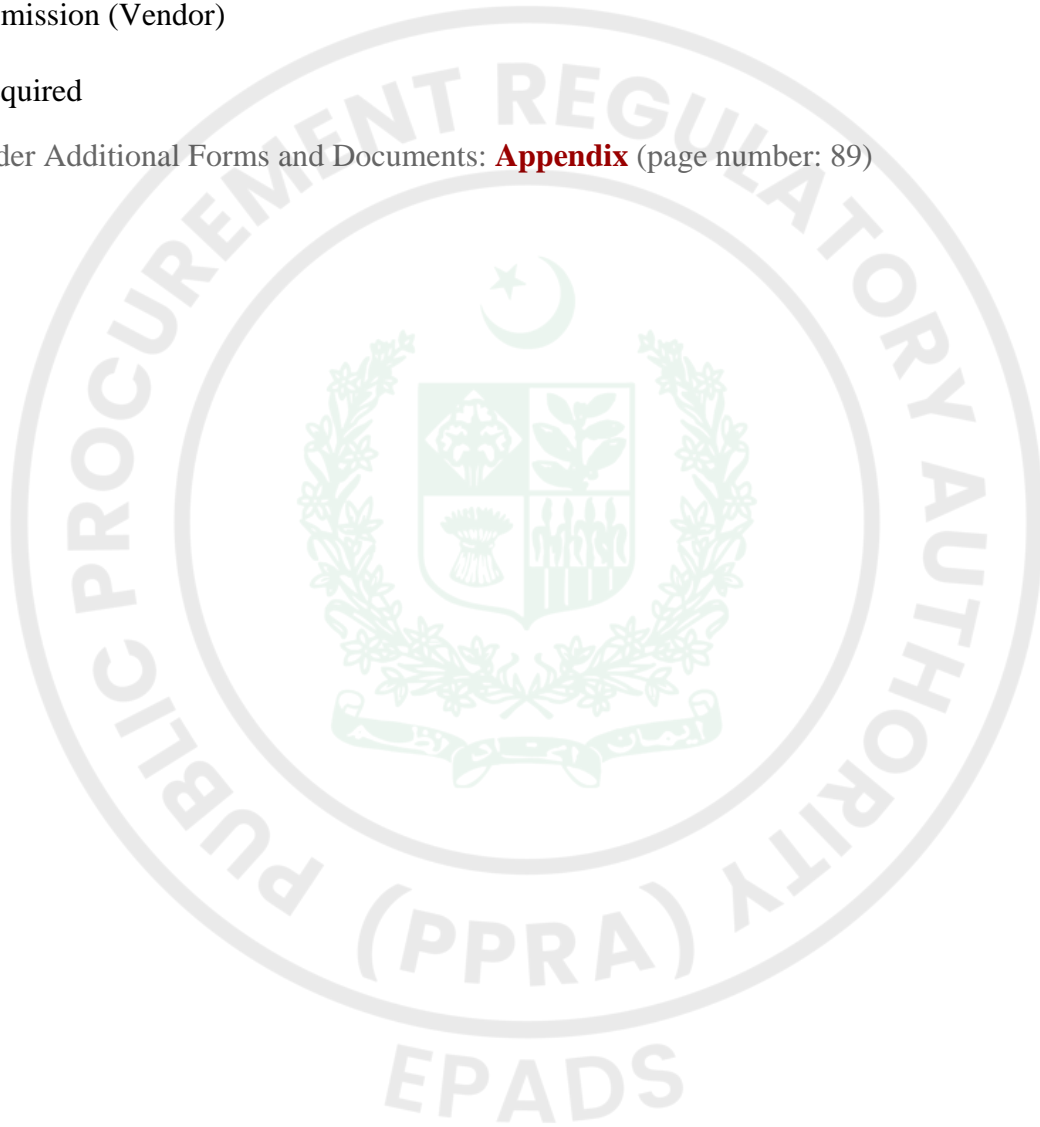 mission (Vendor)
quired
der Additional Forms and Documents: Appendix (page number: 89)
PUBLIC PROCUREMENT REGULATORY AUTHORITY
(PPRA)
EPADS